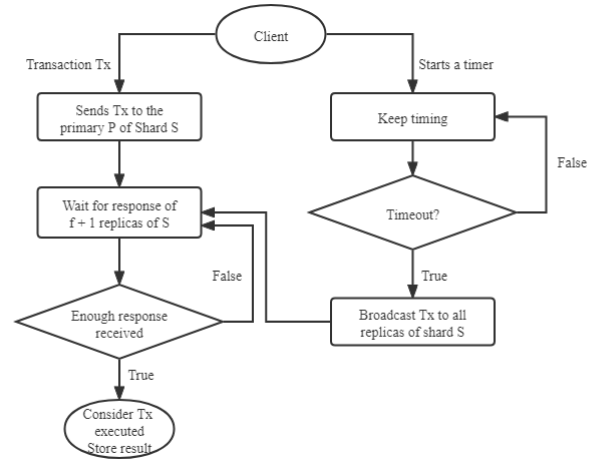 Client
Transaction Tx
Starts a timer
Sends Tx to the
primary P of Shard S
Keep timing
False
Wait for response of
f + 1 replicas of S
Timeout?
False
True
Enough response
received
Broadcast Tx to all
replicas of shard S
True
Consider Tx
executed
Store result